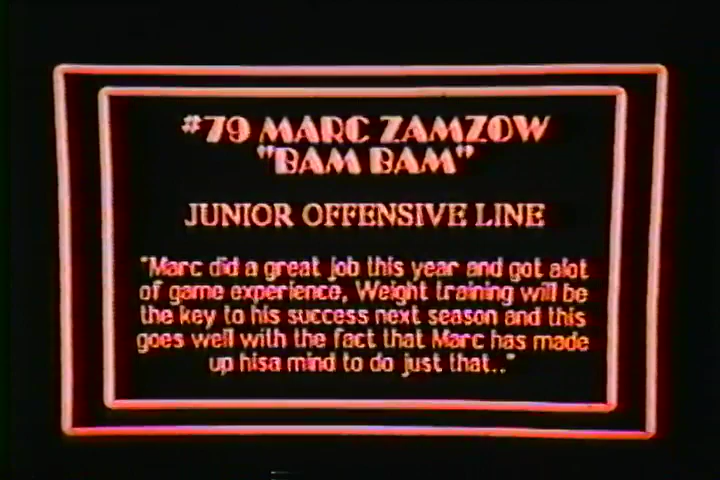 #79 MARC ZAMZOW
"BAM BAM"
JUNIOR OFFENSIVE LINE
"Marc did a great job this year and got alot
of game experience, Weight training will be
the key to his success next season and this
goes well with the fact that Marc has made
up hisa mind to do just that.."